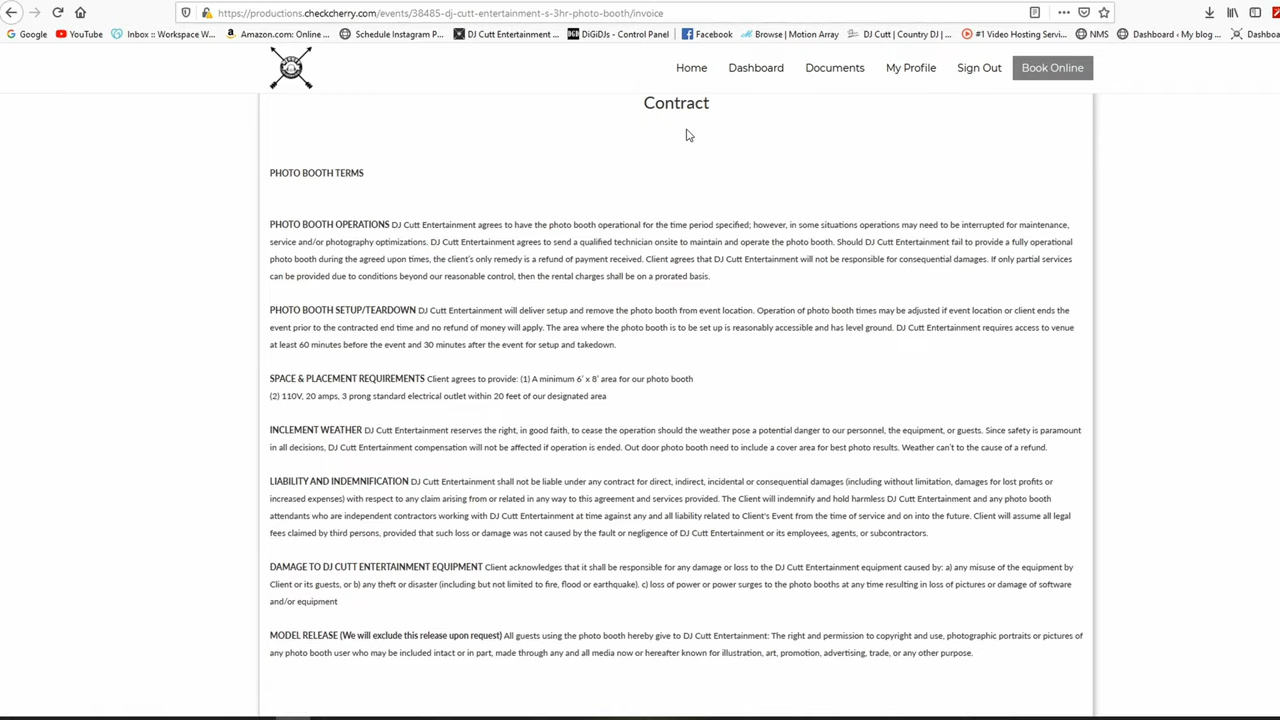 https://productions.checkcherry.com/events/38485-dj-cutt-entertainment-s-3hr-photo-booth/invoice
Google YouTube Inbox :: Workspace W... Amazon.com: Online ... Schedule Instagram P... DJ Cutt Entertainment ... DiGiDJs - Control Panel Facebook Browse | Motion Array DJ Cutt | Country DJ |... #1 Video Hosting Servi... NMS Dashboard ‹ My blog ... Dashboa
Home Dashboard Documents My Profile Sign Out Book Online
Contract
PHOTO BOOTH TERMS
PHOTO BOOTH OPERATIONS DJ Cutt Entertainment agrees to have the photo booth operational for the time period specified; however, in some situations operations may need to be interrupted for maintenance,
service and/or photography optimizations. DJ Cutt Entertainment agrees to send a qualified technician onsite to maintain and operate the photo booth. Should DJ Cutt Entertainment fail to provide a fully operational
photo booth during the agreed upon times, the client's only remedy is a refund of payment received. Client agrees that DJ Cutt Entertainment will not be responsible for consequential damages. If only partial services
can be provided due to conditions beyond our reasonable control, then the rental charges shall be on a prorated basis.
PHOTO BOOTH SETUP/TEARDOWN DJ Cutt Entertainment will deliver setup and remove the photo booth from event location. Operation of photo booth times may be adjusted if event location or client ends the
event prior to the contracted end time and no refund of money will apply. The area where the photo booth is to be set up is reasonably accessible and has level ground. DJ Cutt Entertainment requires access to venue
at least 60 minutes before the event and 30 minutes after the event for setup and takedown.
SPACE & PLACEMENT REQUIREMENTS Client agrees to provide: (1) A minimum 6' x 8' area for our photo booth
(2) 110V, 20 amps, 3 prong standard electrical outlet within 20 feet of our designated area
INCLEMENT WEATHER DJ Cutt Entertainment reserves the right, in good faith, to cease the operation should the weather pose a potential danger to our personnel, the equipment, or guests. Since safety is paramount
in all decisions, DJ Cutt Entertainment compensation will not be affected if operation is ended. Out door photo booth need to include a cover area for best photo results. Weather can't to the cause of a refund.
LIABILITY AND INDEMNIFICATION DJ Cutt Entertainment shall not be liable under any contract for direct, indirect, incidental or consequential damages (including without limitation, damages for lost profits or
increased expenses) with respect to any claim arising from or related in any way to this agreement and services provided. The Client will indemnify and hold harmless DJ Cutt Entertainment and any photo booth
attendants who are independent contractors working with DJ Cutt Entertainment at time against any and all liability related to Client's Event from the time of service and on into the future. Client will assume all legal
fees claimed by third persons, provided that such loss or damage was not caused by the fault or negligence of DJ Cutt Entertainment or its employees, agents, or subcontractors.
DAMAGE TO DJ CUTT ENTERTAINMENT EQUIPMENT Client acknowledges that it shall be responsible for any damage or loss to the DJ Cutt Entertainment equipment caused by: a) any misuse of the equipment by
Client or its guests, or b) any theft or disaster (including but not limited to fire, flood or earthquake). c) loss of power or power surges to the photo booths at any time resulting in loss of pictures or damage of software
and/or equipment
MODEL RELEASE (We will exclude this release upon request) All guests using the photo booth hereby give to DJ Cutt Entertainment: The right and permission to copyright and use, photographic portraits or pictures of
any photo booth user who may be included intact or in part, made through any and all media now or hereafter known for illustration, art, promotion, advertising, trade, or any other purpose.